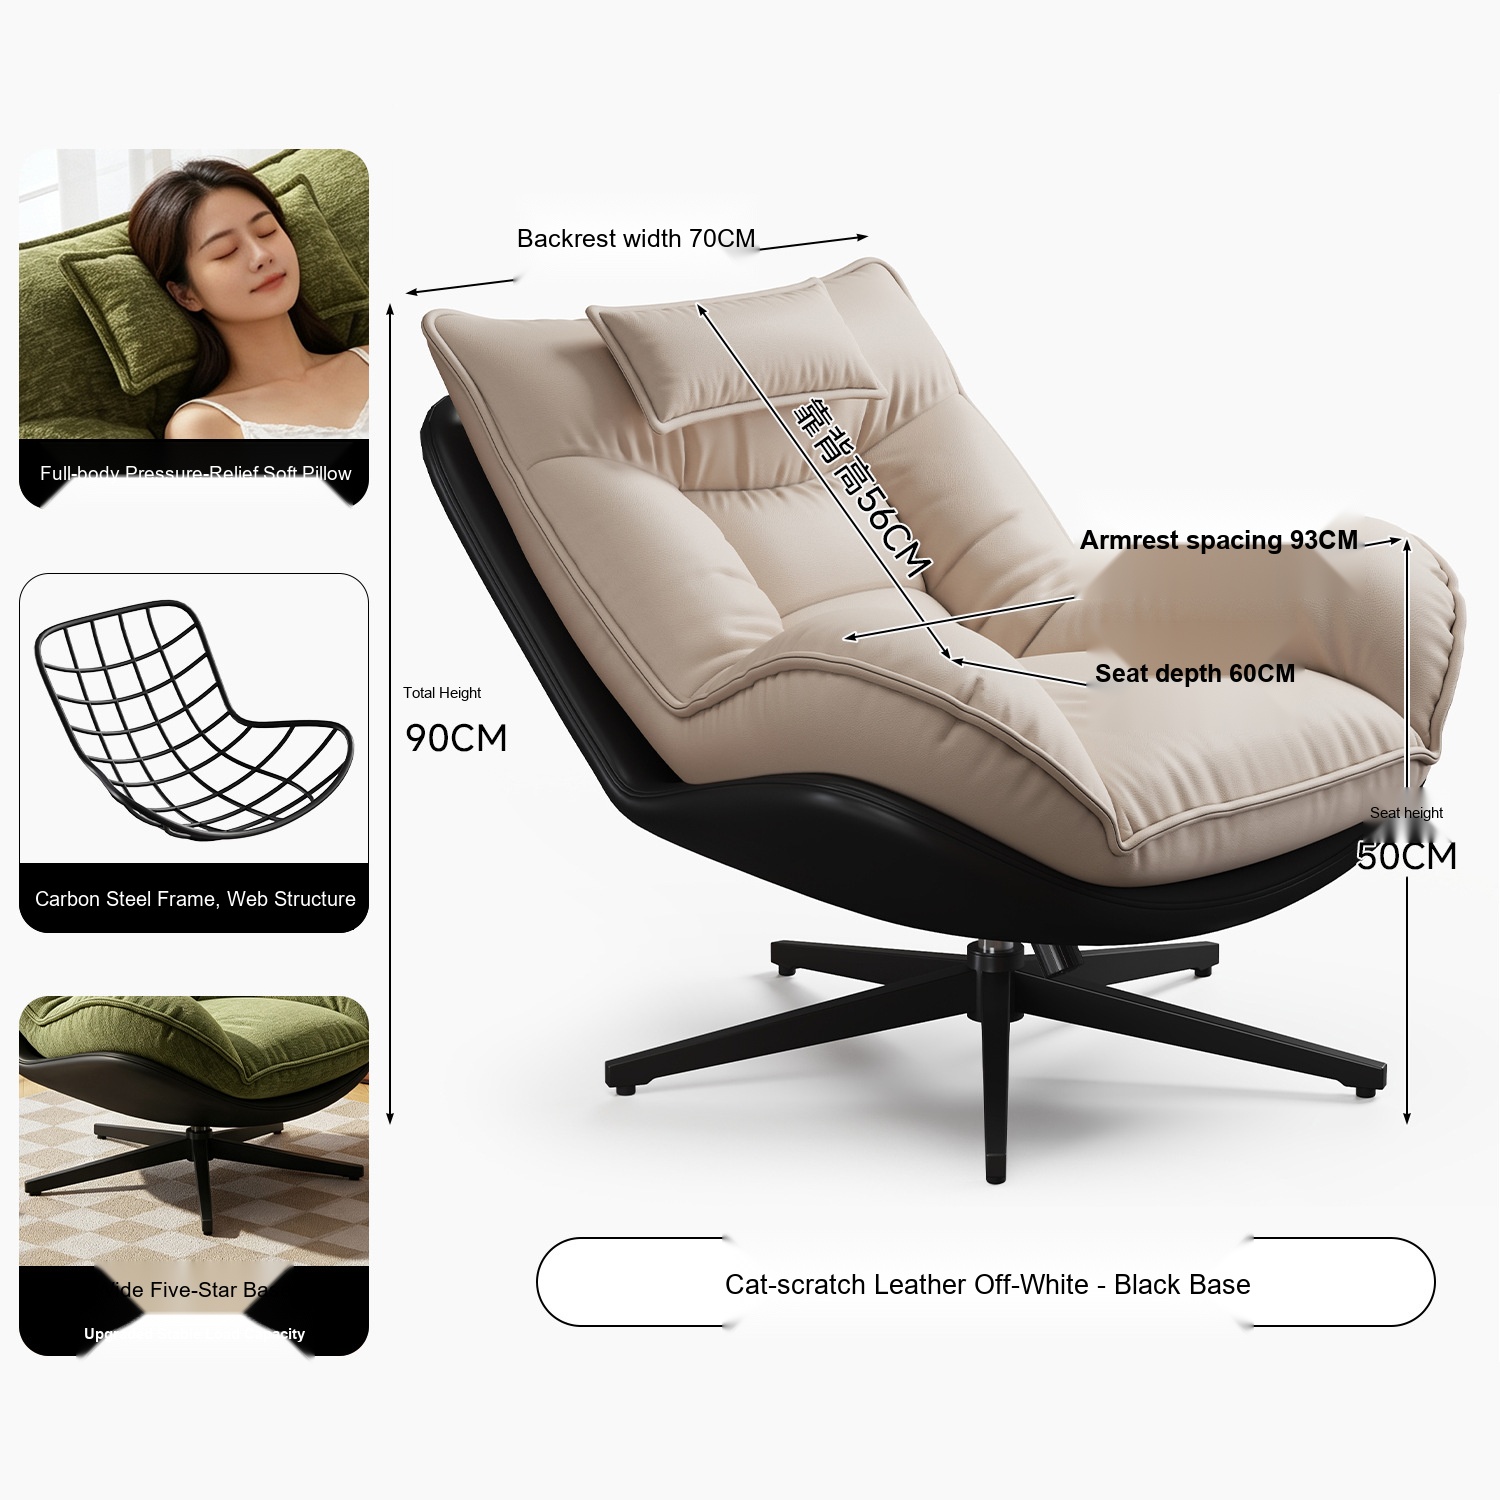 Backrest width 70CM
Full-body Pressure-Relief Soft Pillow
靠背高56CM
Armrest spacing 93CM
Seat depth 60CM
Total Height
90CM
Seat height
50CM
Carbon Steel Frame, Web Structure
Five-Star
Cat-scratch Leather Off-White - Black Base